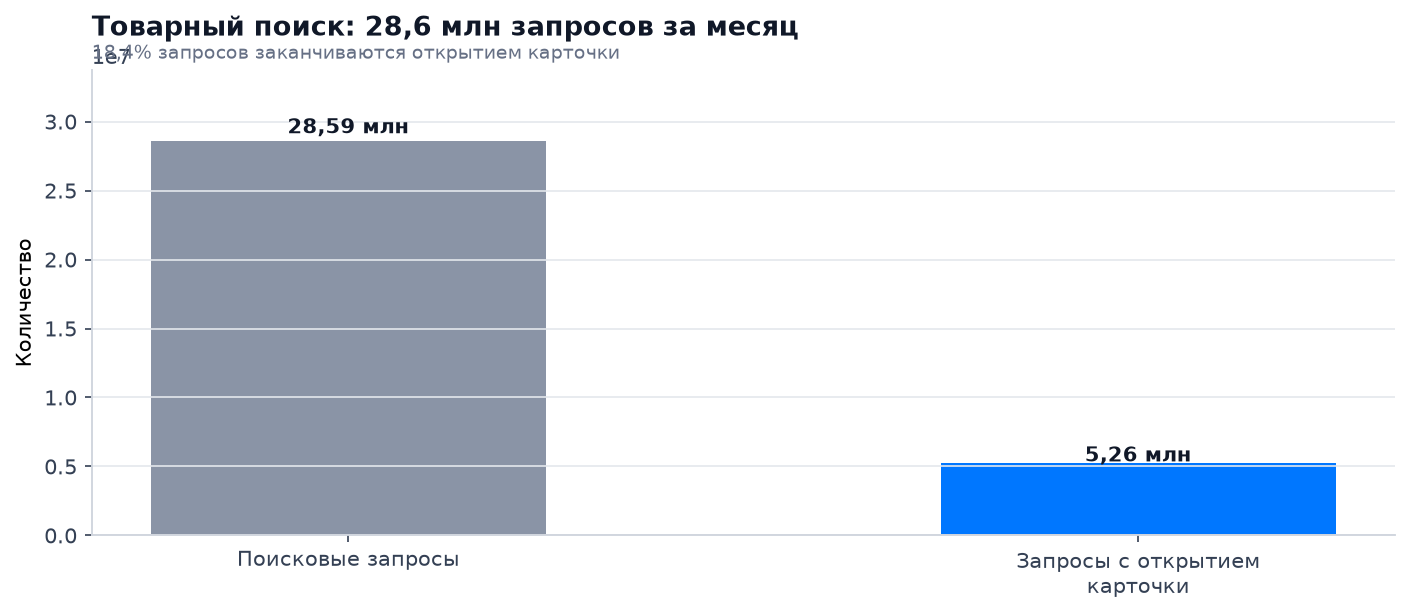 Товарный поиск: 28,6 млн запросов за месяц
18,4% запросов заканчиваются открытием карточки
1e7
3.0
2.5
2.0
1.5
1.0
0.5
0.0
Количество
28,59 млн
5,26 млн
Поисковые запросы
Запросы с открытием
карточки